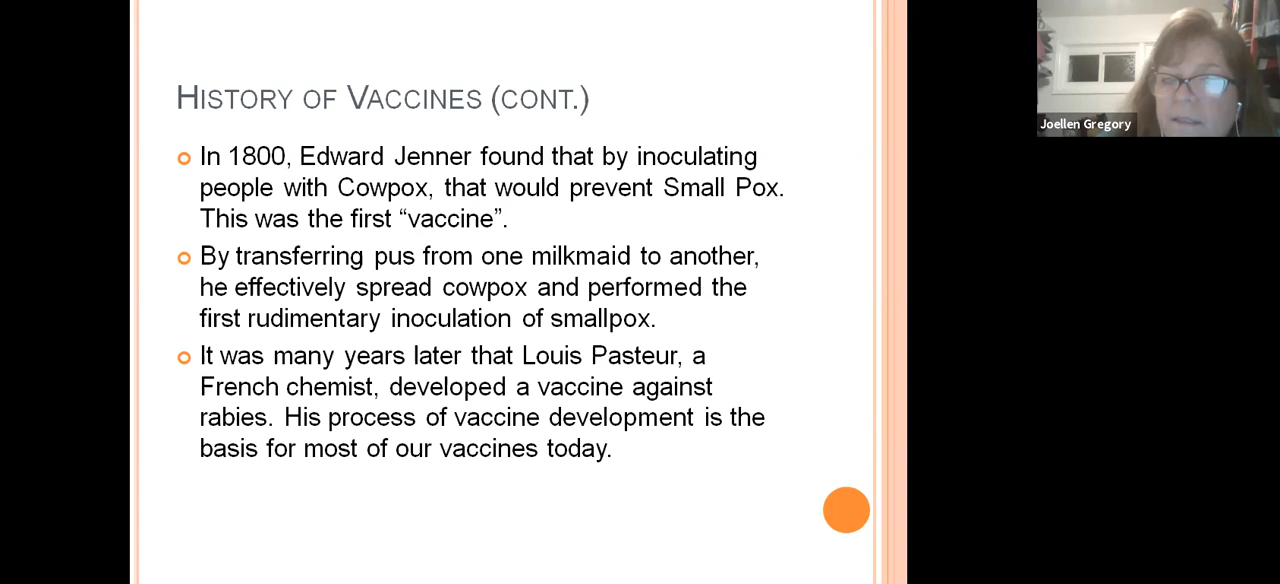 HISTORY OF VACCINES (CONT.)
In 1800, Edward Jenner found that by inoculating
people with Cowpox, that would prevent Small Pox.
This was the first “vaccine”.
By transferring pus from one milkmaid to another,
he effectively spread cowpox and performed the
first rudimentary inoculation of smallpox.
It was many years later that Louis Pasteur, a
French chemist, developed a vaccine against
rabies. His process of vaccine development is the
basis for most of our vaccines today.
Joellen Gregory